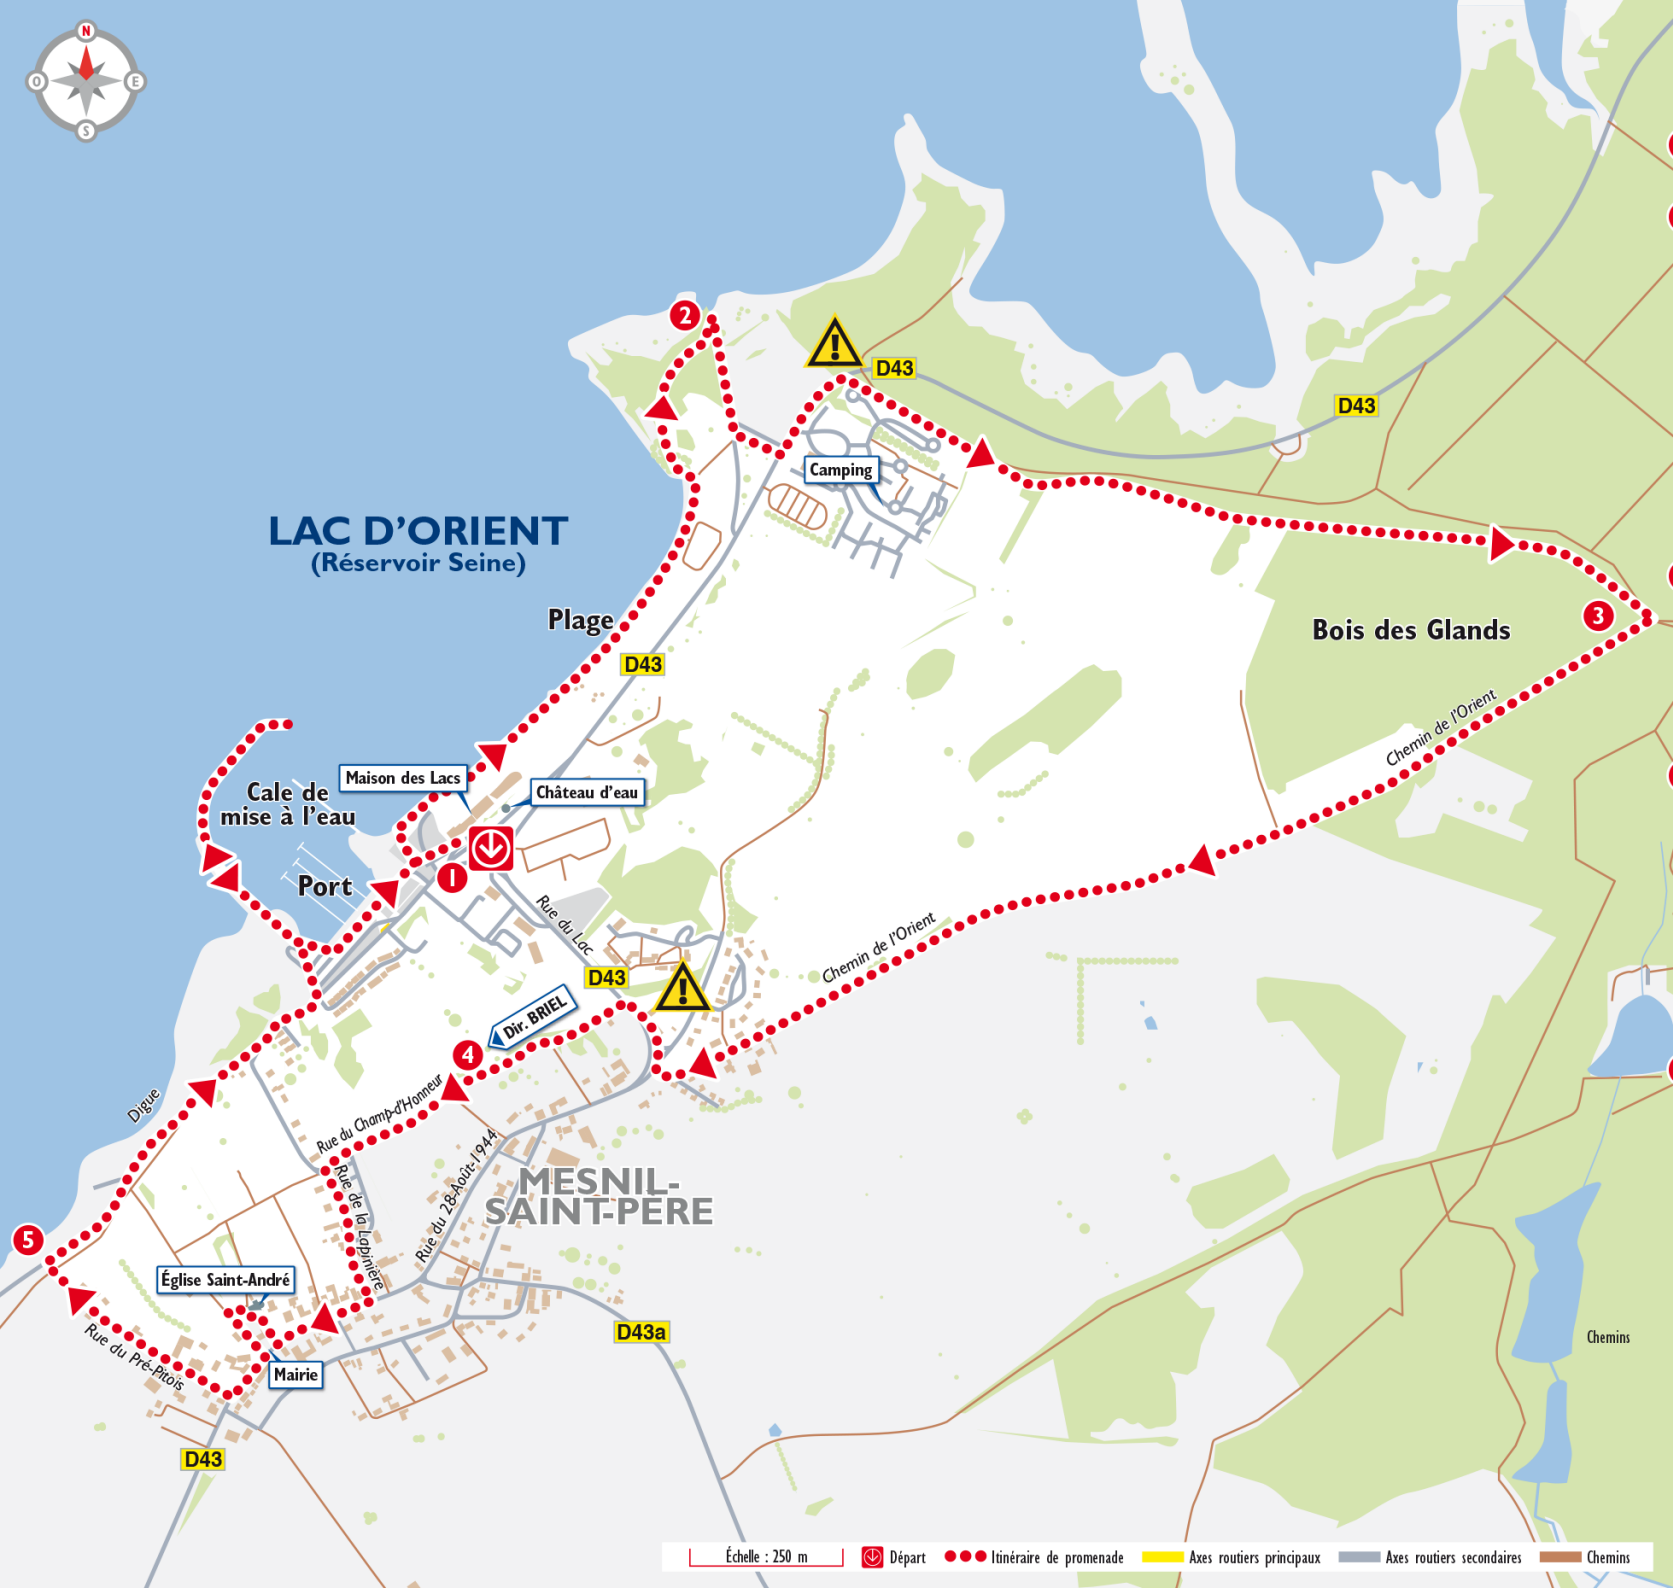 N
O
E
S
2
D43
D43
Camping
LAC D'ORIENT
(Réservoir Seine)
Plage
3
Bois des Glands
D43
Chemin de l'Orient
Maison des Lacs
Château d'eau
Cale de
mise à l'eau
Port
1
Rue du Lac
Chemin de l'Orient
D43
Dir. BRIEL
4
Digue
Rue du Champ-d'Honneur
Rue de la Lapinière
Rue du 28-Août-1944
MESNIL-
SAINT-PÈRE
5
Église Saint-André
Rue du Pré-Pitois
Mairie
D43a
Chemins
D43
Échelle : 250 m
Départ
Itinéraire de promenade
Axes routiers principaux
Axes routiers secondaires
Chemins